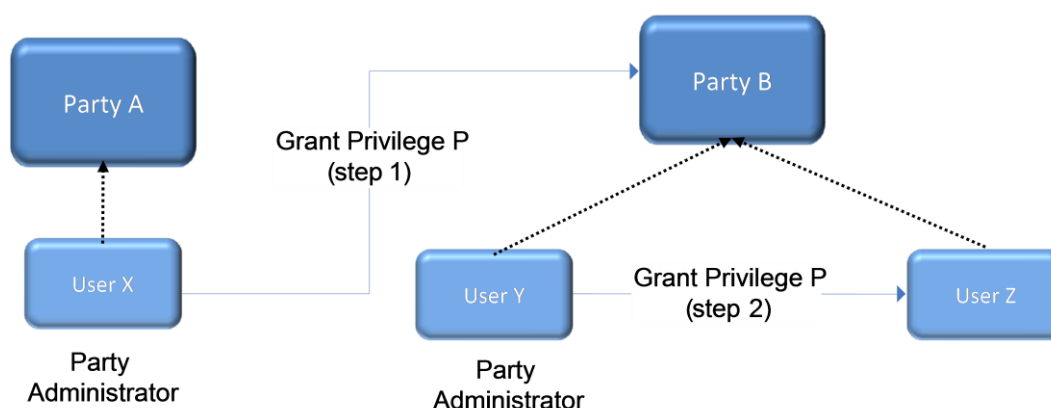 Party A
Party B
Grant Privilege P
(step 1)
User X
User Y
Grant Privilege P
(step 2)
User Z
Party
Administrator
Party
Administrator